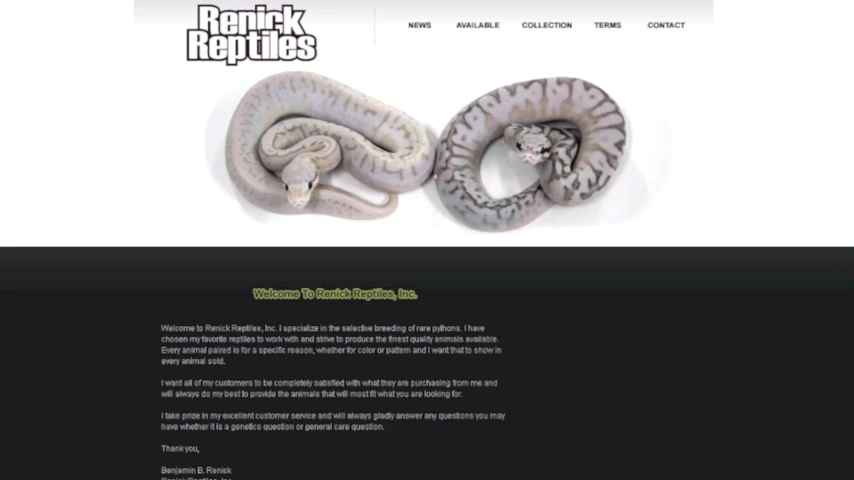 Renick
Reptiles
NEWS AVAILABLE COLLECTION TERMS CONTACT
Welcome To Renick Reptiles, Inc.
Welcome to Renick Reptiles, Inc. I specialize in the selective breeding of rare pythons. I have
chosen my favorite reptiles to work with and strive to produce the finest quality animals available.
Every animal paired is for a specific reason, whether for color or pattern and I want that to show in
every animal sold.
I want all of my customers to be completely satisfied with what they are purchasing from me and
will always do my best to provide the animals that will most fit what you are looking for.
I take pride in my excellent customer service and will always gladly answer any questions you may
have whether it is a genetics question or general care question.
Thank you,
Benjamin B. Renick
Renick Reptiles, Inc.